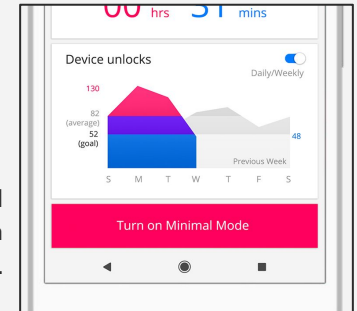 hrs
mins
Device unlocks
Daily/Weekly
130
82
(average)
52
(goal)
48
Previous Week
S M T W T F S
Turn on Minimal Mode